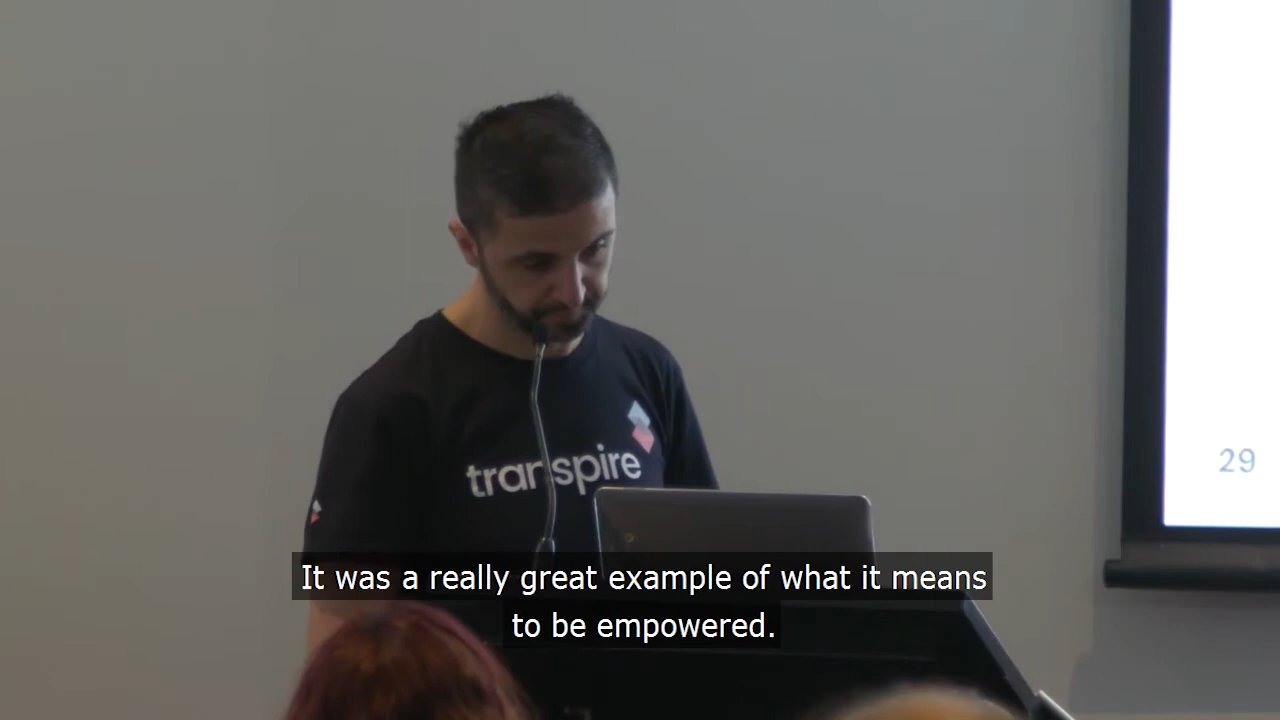 transpire
29
It was a really great example of what it means
to be empowered.